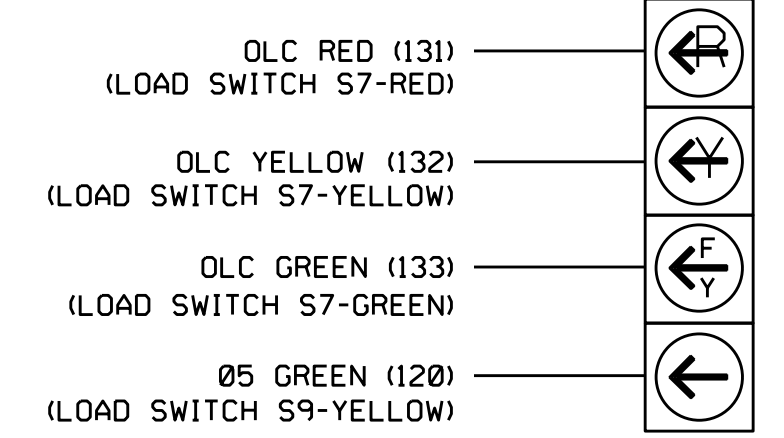 OLC RED (131)
(LOAD SWITCH S7-RED)
R
OLC YELLOW (132)
(LOAD SWITCH S7-YELLOW)
Y
OLC GREEN (133)
(LOAD SWITCH S7-GREEN)
F
Y
Ø5 GREEN (120)
(LOAD SWITCH S9-YELLOW)